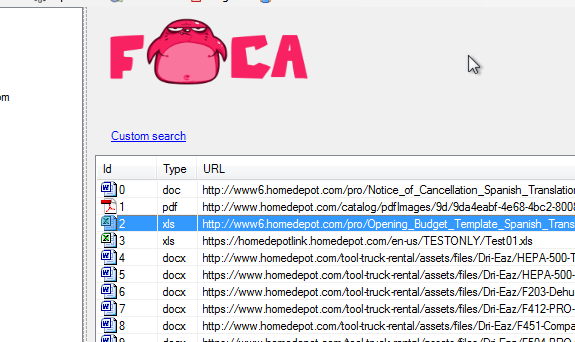 FOCA
om
Custom search
Id Type URL
0 doc http://www6.homedepot.com/pro/Notice_of_Cancellation_Spanish_Translation
1 pdf http://www.homedepot.com/catalog/pdfImages/9d/9da4eabf-4e68-4bc2-8008
2 xls http://www6.homedepot.com/pro/Opening_Budget_Template_Spanish_Trans
3 xls https://homedepotlink.homedepot.com/en-us/TESTONLY/Test01.xls
4 docx http://www.homedepot.com/tool-truck-rental/assets/files/Dri-Eaz/HEPA-500-T
5 docx https://www.homedepot.com/tool-truck-rental/assets/files/Dri-Eaz/HEPA-500-
6 docx https://www.homedepot.com/tool-truck-rental/assets/files/Dri-Eaz/F203-Dehu
7 docx https://www.homedepot.com/tool-truck-rental/assets/files/Dri-Eaz/F412-PRO-
8 docx https://www.homedepot.com/tool-truck-rental/assets/files/Dri-Eaz/F451-Compa